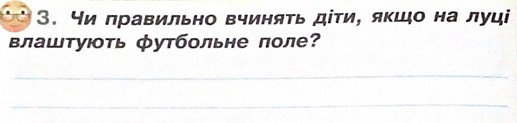 3. Чи правильно вчинять діти, якщо на луці
влаштують футбольне поле?